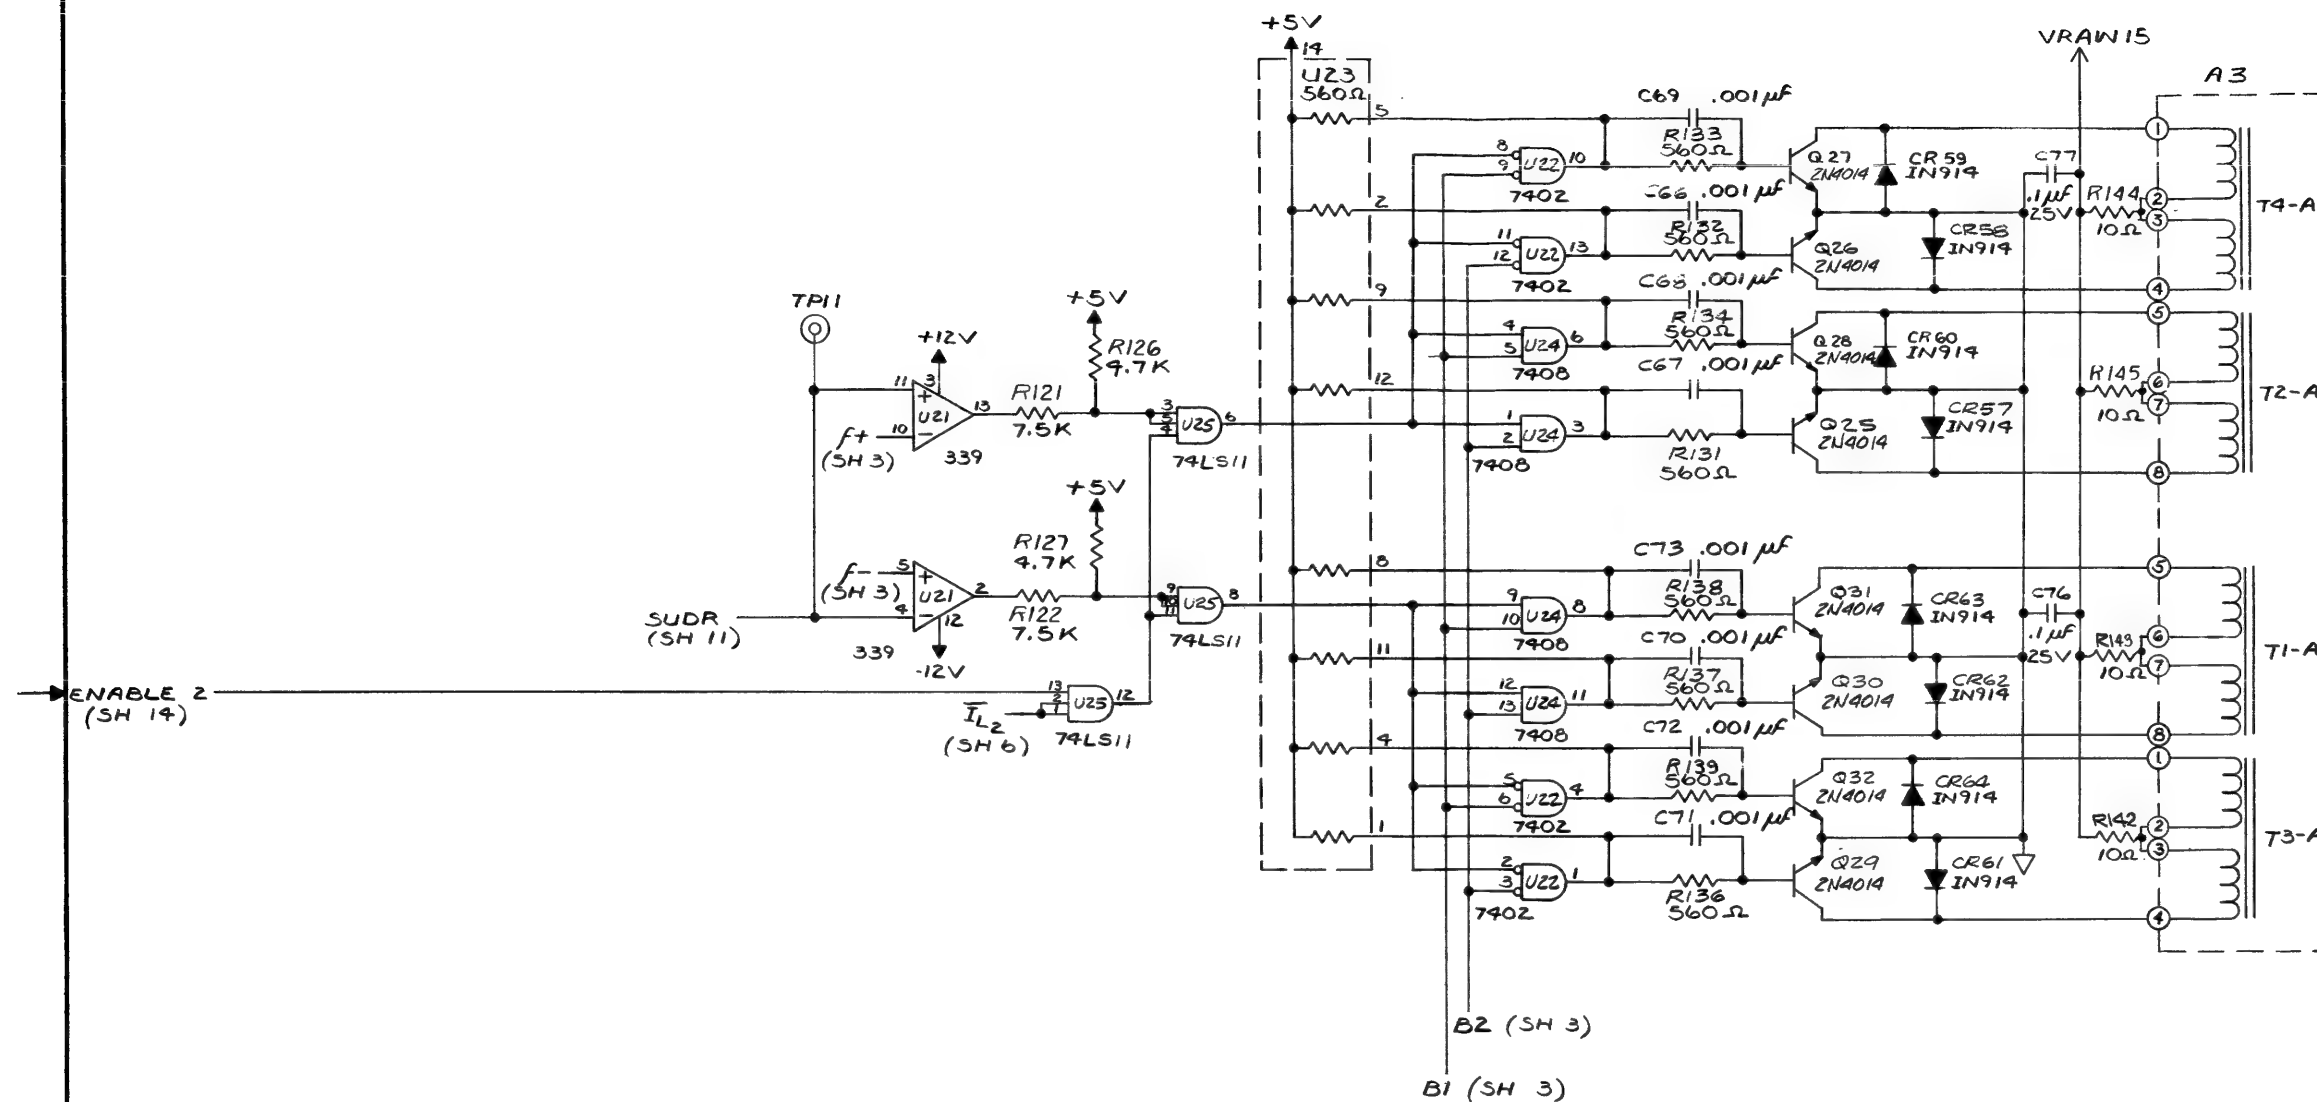 +5V
14
U23
560Ω
VRAW15
A3
5
C69 .001µf
R133
560Ω
8
9
U22
10
7402
Q27
2N4014
CR59
IN914
C77
.1µf
25V
R144
10Ω
1
2
3
4
T4-A
2
C66 .001µf
R132
560Ω
11
12
U22
13
7402
Q26
2N4014
CR58
IN914
9
C68 .001µf
R134
560Ω
4
5
U24
6
7408
Q28
2N4014
CR60
IN914
R145
10Ω
5
6
7
8
T2-A
12
C67 .001µf
1
2
U24
3
7408
R131
560Ω
Q25
2N4014
CR57
IN914
TP11
+12V
+5V
R126
4.7K
11
3
+
U21
-
13
10
f+
(SH 3)
339
R121
7.5K
3
5
4
U25
6
74LS11
+5V
R127
4.7K
5
f-
(SH 3)
+
U21
-
2
4
12
339
-12V
R122
7.5K
9
10
11
U25
8
74LS11
SUDR
(SH 11)
ENABLE 2
(SH 14)
13
2
1
U25
12
74LS11
I̅L2
(SH 6)
8
C73 .001µf
R138
560Ω
9
10
U24
8
7408
Q31
2N4014
CR63
IN914
C76
.1µf
25V
R143
10Ω
5
6
7
8
T1-A
11
C70 .001µf
R137
560Ω
12
13
U24
11
7408
Q30
2N4014
CR62
IN914
4
C72 .001µf
R139
560Ω
5
6
U22
4
7402
Q32
2N4014
CR64
IN914
R142
10Ω
1
2
3
4
T3-A
1
C71 .001µf
2
3
U22
1
7402
R136
560Ω
Q29
2N4014
CR61
IN914
B2 (SH 3)
B1 (SH 3)